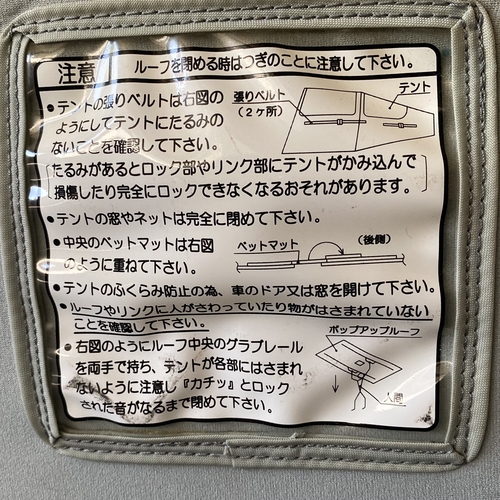 注意 ルーフを閉める時はつぎのことに注意して下さい。
•テントの張りベルトは右図の
ようにしてテントにたるみの
ないことを確認して下さい。
張りベルト
(2ヶ所)
テント
[たるみがあるとロック部やリンク部にテントがかみ込んで
損傷したり完全にロックできなくなるおそれがあります。]
•テントの窓やネットは完全に閉めて下さい。
•中央のベットマットは右図
のように重ねて下さい。
ベットマット
(後側)
•テントのふくらみ防止の為、車のドア又は窓を開けて下さい。
•ルーフやリンクに人がさわっていたり物がはさまれていない
ことを確認して下さい。
•右図のようにルーフ中央のグラブレール
を両手で持ち、テントが各部にはさまれ
ないように注意し『カチッ』とロック
された音がなるまで閉めて下さい。
ポップアップルーフ
人間